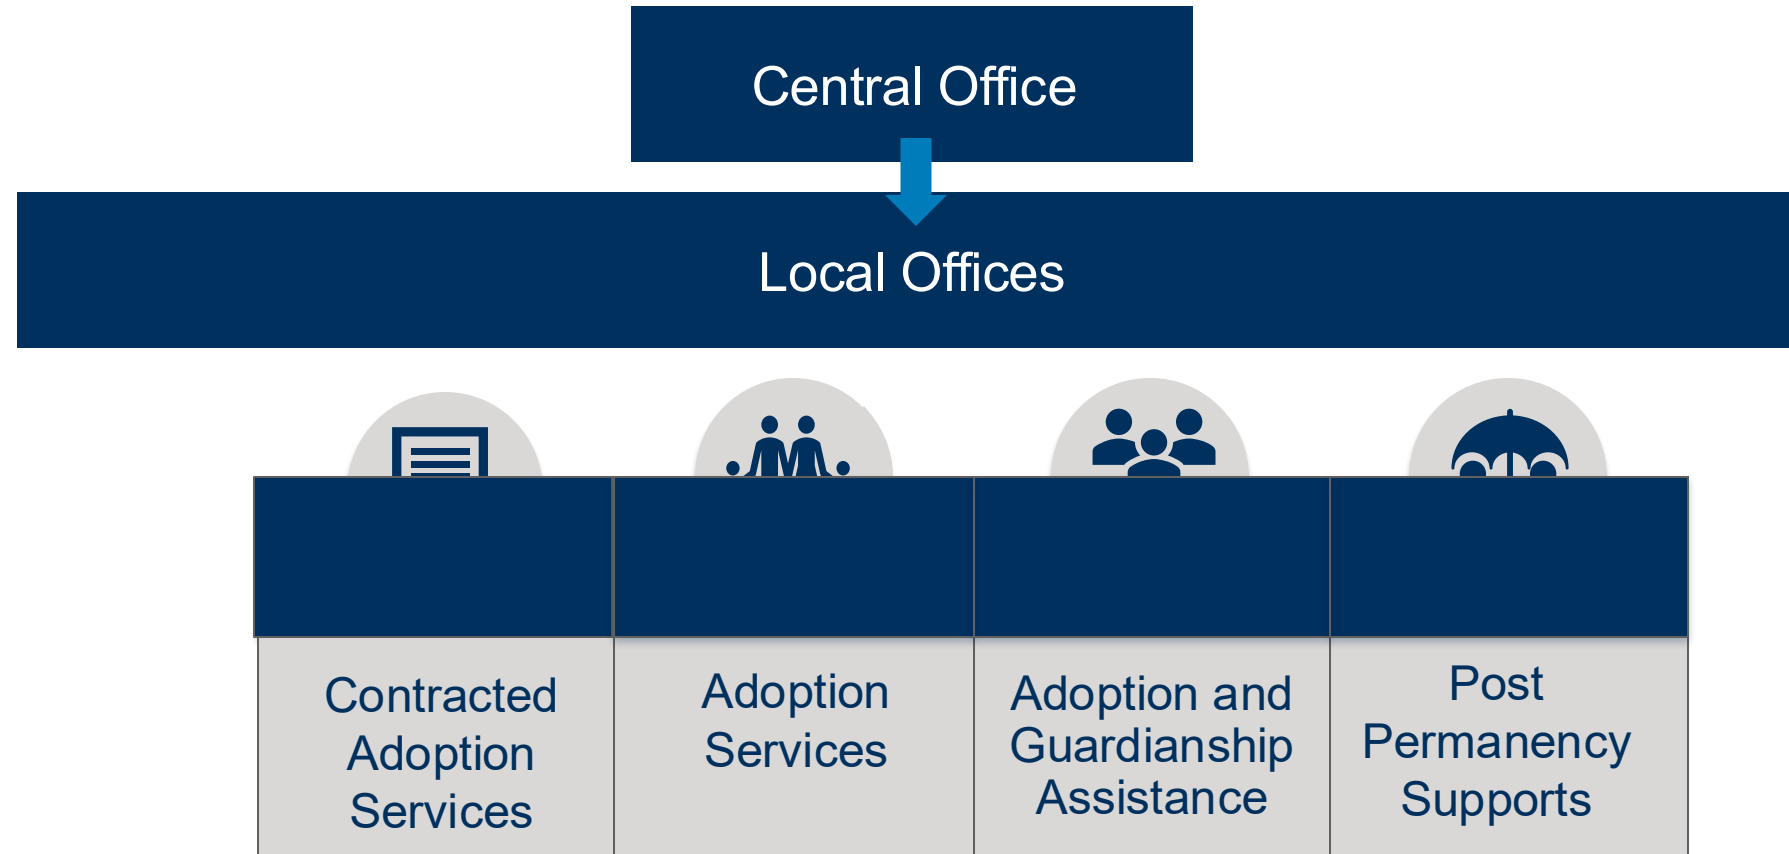 Central Office
Local Offices
Contracted
Adoption
Services
Adoption
Services
Adoption and
Guardianship
Assistance
Post
Permanency
Supports